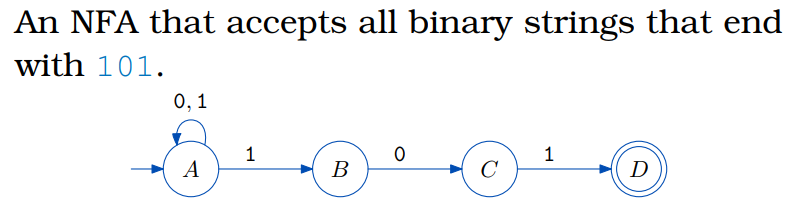 An NFA that accepts all binary strings that end
with 101.
0, 1
A 1 B 0 C 1 D